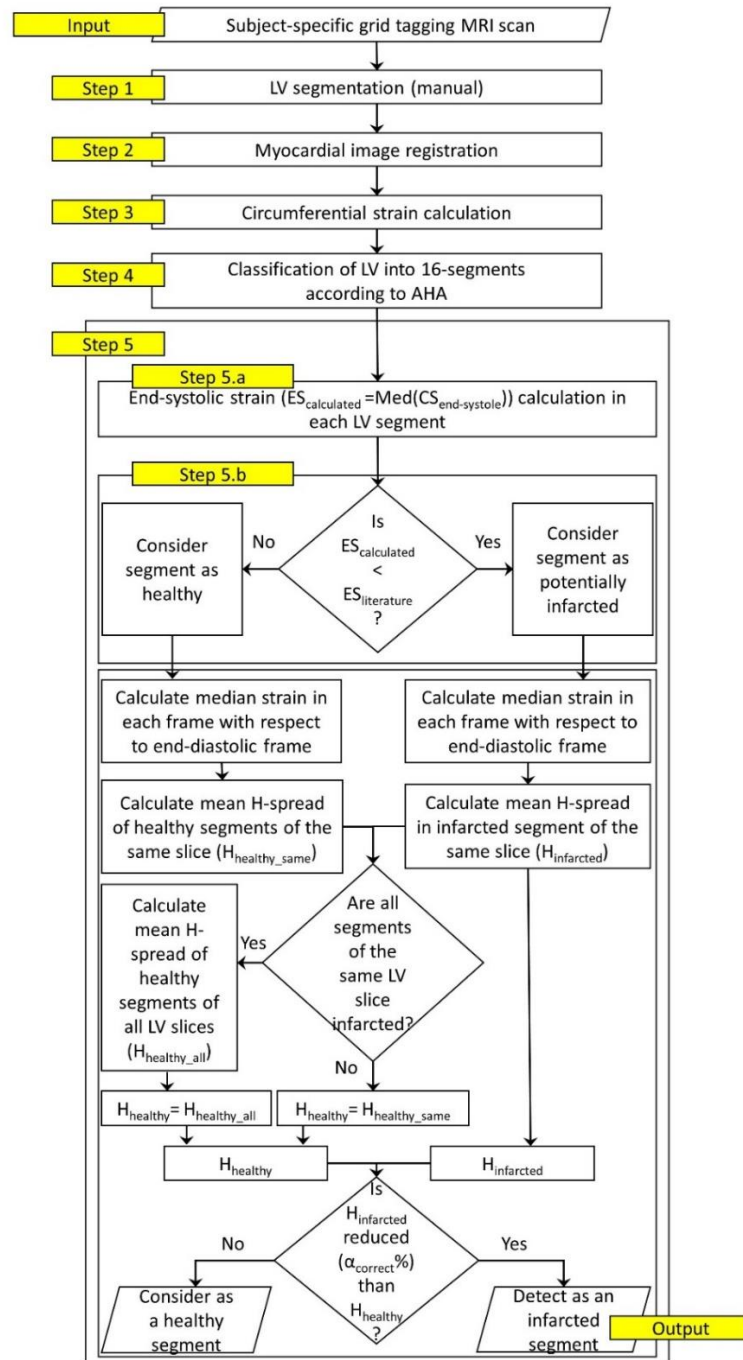 Input
Subject-specific grid tagging MRI scan
Step 1
LV segmentation (manual)
Step 2
Myocardial image registration
Step 3
Circumferential strain calculation
Step 4
Classification of LV into 16-segments
according to AHA
Step 5
Step 5.a
End-systolic strain (ES_calculated =Med(CS_end-systole)) calculation in
each LV segment
Step 5.b
Consider
segment as
healthy
No
Is
ES_calculated
<
ES_literature
?
Yes
Consider
segment as
potentially
infarcted
Calculate median strain in
each frame with respect
to end-diastolic frame
Calculate median strain in
each frame with respect to
end-diastolic frame
Calculate mean H-spread
of healthy segments of the
same slice (H_healthy_same)
Calculate mean H-spread
in infarcted segment of the
same slice (H_infarcted)
Calculate
mean H-
spread of
healthy
segments of
all LV slices
(H_healthy_all)
Yes
Are all
segments
of the
same LV
slice
infarcted?
No
H_healthy= H_healthy_all
H_healthy= H_healthy_same
H_healthy
H_infarcted
Is
H_infarcted
reduced
(α_correct%)
than
H_healthy
?
No
Yes
Consider as
a healthy
segment
Detect as an
infarcted
segment
Output